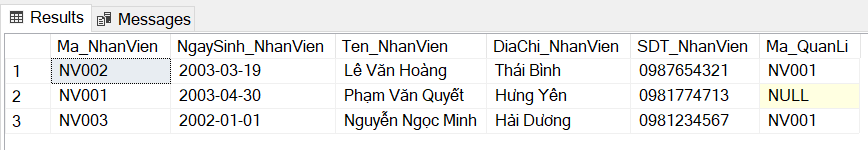 Results Messages
Ma_NhanVien NgaySinh_NhanVien Ten_NhanVien DiaChi_NhanVien SDT_NhanVien Ma_QuanLi
1 NV002 2003-03-19 Lê Văn Hoàng Thái Bình 0987654321 NV001
2 NV001 2003-04-30 Phạm Văn Quyết Hưng Yên 0981774713 NULL
3 NV003 2002-01-01 Nguyễn Ngọc Minh Hải Dương 0981234567 NV001